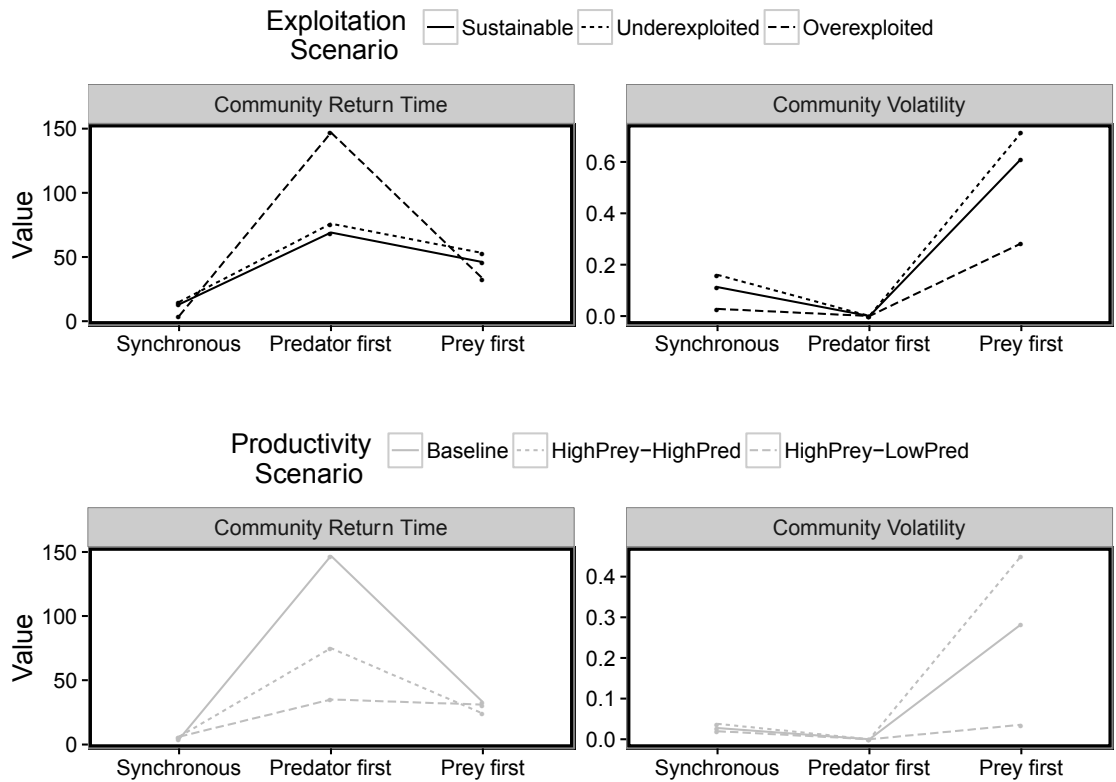 Exploitation
Scenario
Sustainable Underexploited Overexploited
Community Return Time
Community Volatility
Value
150
100
50
0
Synchronous Predator first Prey first
0.6
0.4
0.2
0.0
Synchronous Predator first Prey first
Productivity
Scenario
Baseline HighPrey−HighPred HighPrey−LowPred
Community Return Time
Community Volatility
Value
150
100
50
0
Synchronous Predator first Prey first
0.4
0.3
0.2
0.1
0.0
Synchronous Predator first Prey first